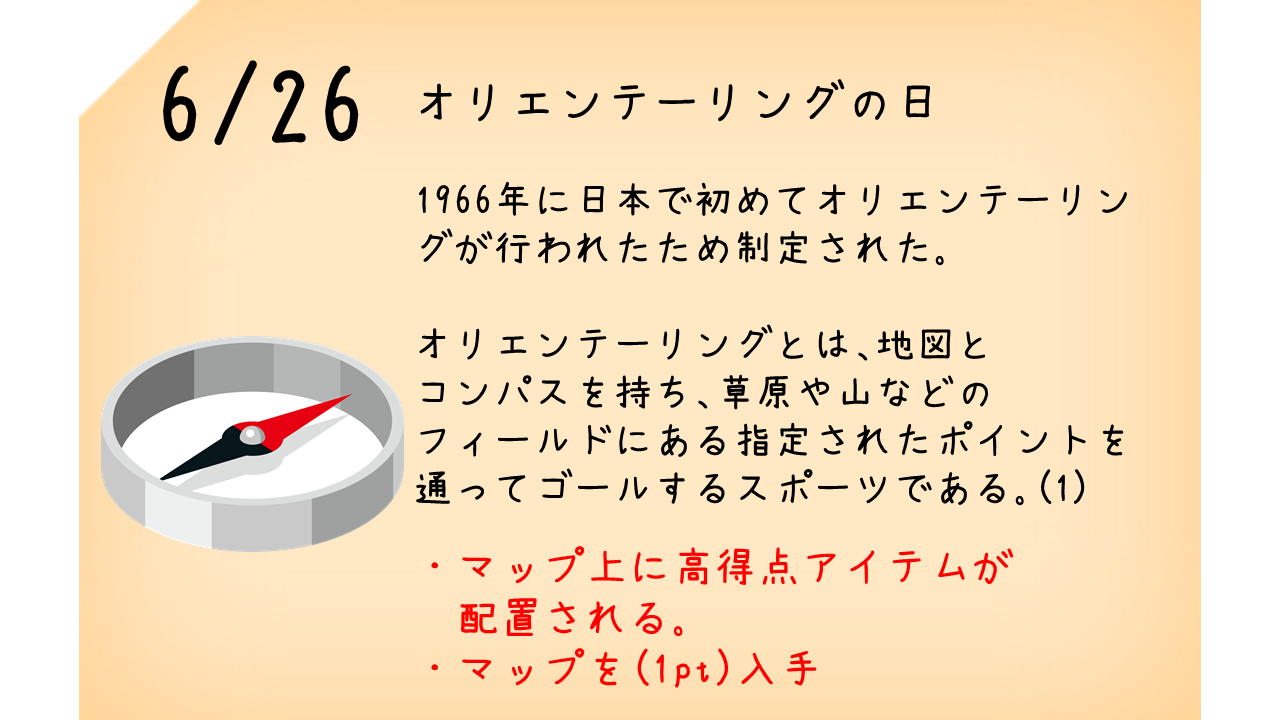 6/26 オリエンテーリングの日
1966年に日本で初めてオリエンテーリン
グが行われたため制定された。
オリエンテーリングとは、地図と
コンパスを持ち、草原や山などの
フィールドにある指定されたポイントを
通ってゴールするスポーツである。(1)
・マップ上に高得点アイテムが
配置される。
・マップを(1pt)入手